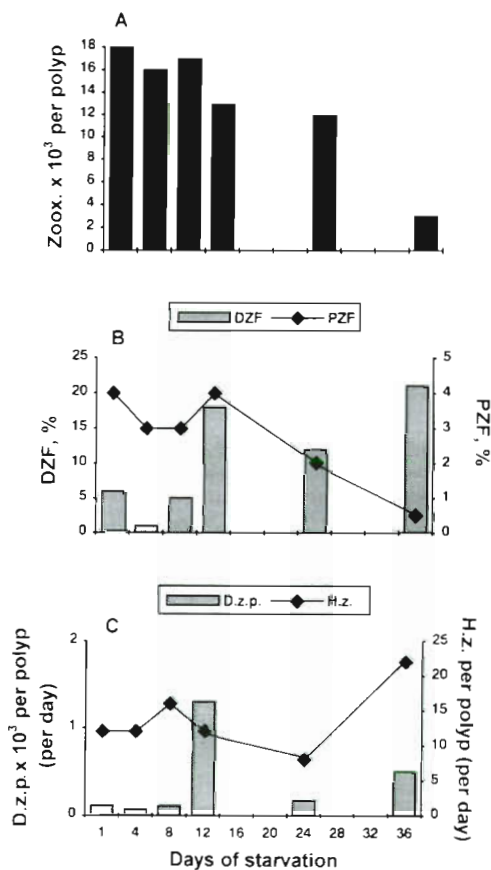 A
Zoox. x 10³ per polyp
18
16
14
12
10
8
6
4
2
0
DZF PZF
B
DZF, %
25
20
15
10
5
0
5
4
3
2
1
0
PZF, %
D.z.p. H.z.
C
D.z.p x 10³ per polyp
(per day)
2
1
0
25
20
15
10
5
0
H.z. per polyp (per day)
1 4 8 12 16 20 24 28 32 36
Days of starvation